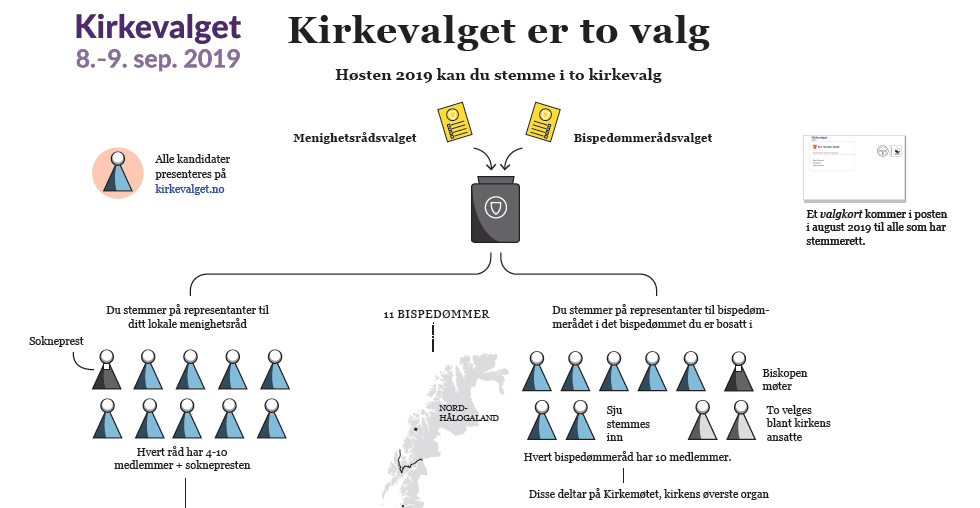 Kirkevalget
8.-9. sep. 2019
Kirkevalget er to valg
Høsten 2019 kan du stemme i to kirkevalg
Menighetsrådsvalget
Bispedømmerådsvalget
Alle kandidater
presenteres på
kirkevalget.no
Kirkevalget
Et valgkort kommer i posten
i august 2019 til alle som har
stemmerett.
Du stemmer på representanter til
ditt lokale menighetsråd
Sokneprest
Hvert råd har 4-10
medlemmer + soknepresten
11 BISPEDØMMER
NORD-
HÅLOGALAND
Du stemmer på representanter til bispedøm-
merådet i det bispedømmet du er bosatt i
Biskopen
møter
Sju
stemmes
inn
To velges
blant kirkens
ansatte
Hvert bispedømmeråd har 10 medlemmer.
Disse deltar på Kirkemøtet, kirkens øverste organ